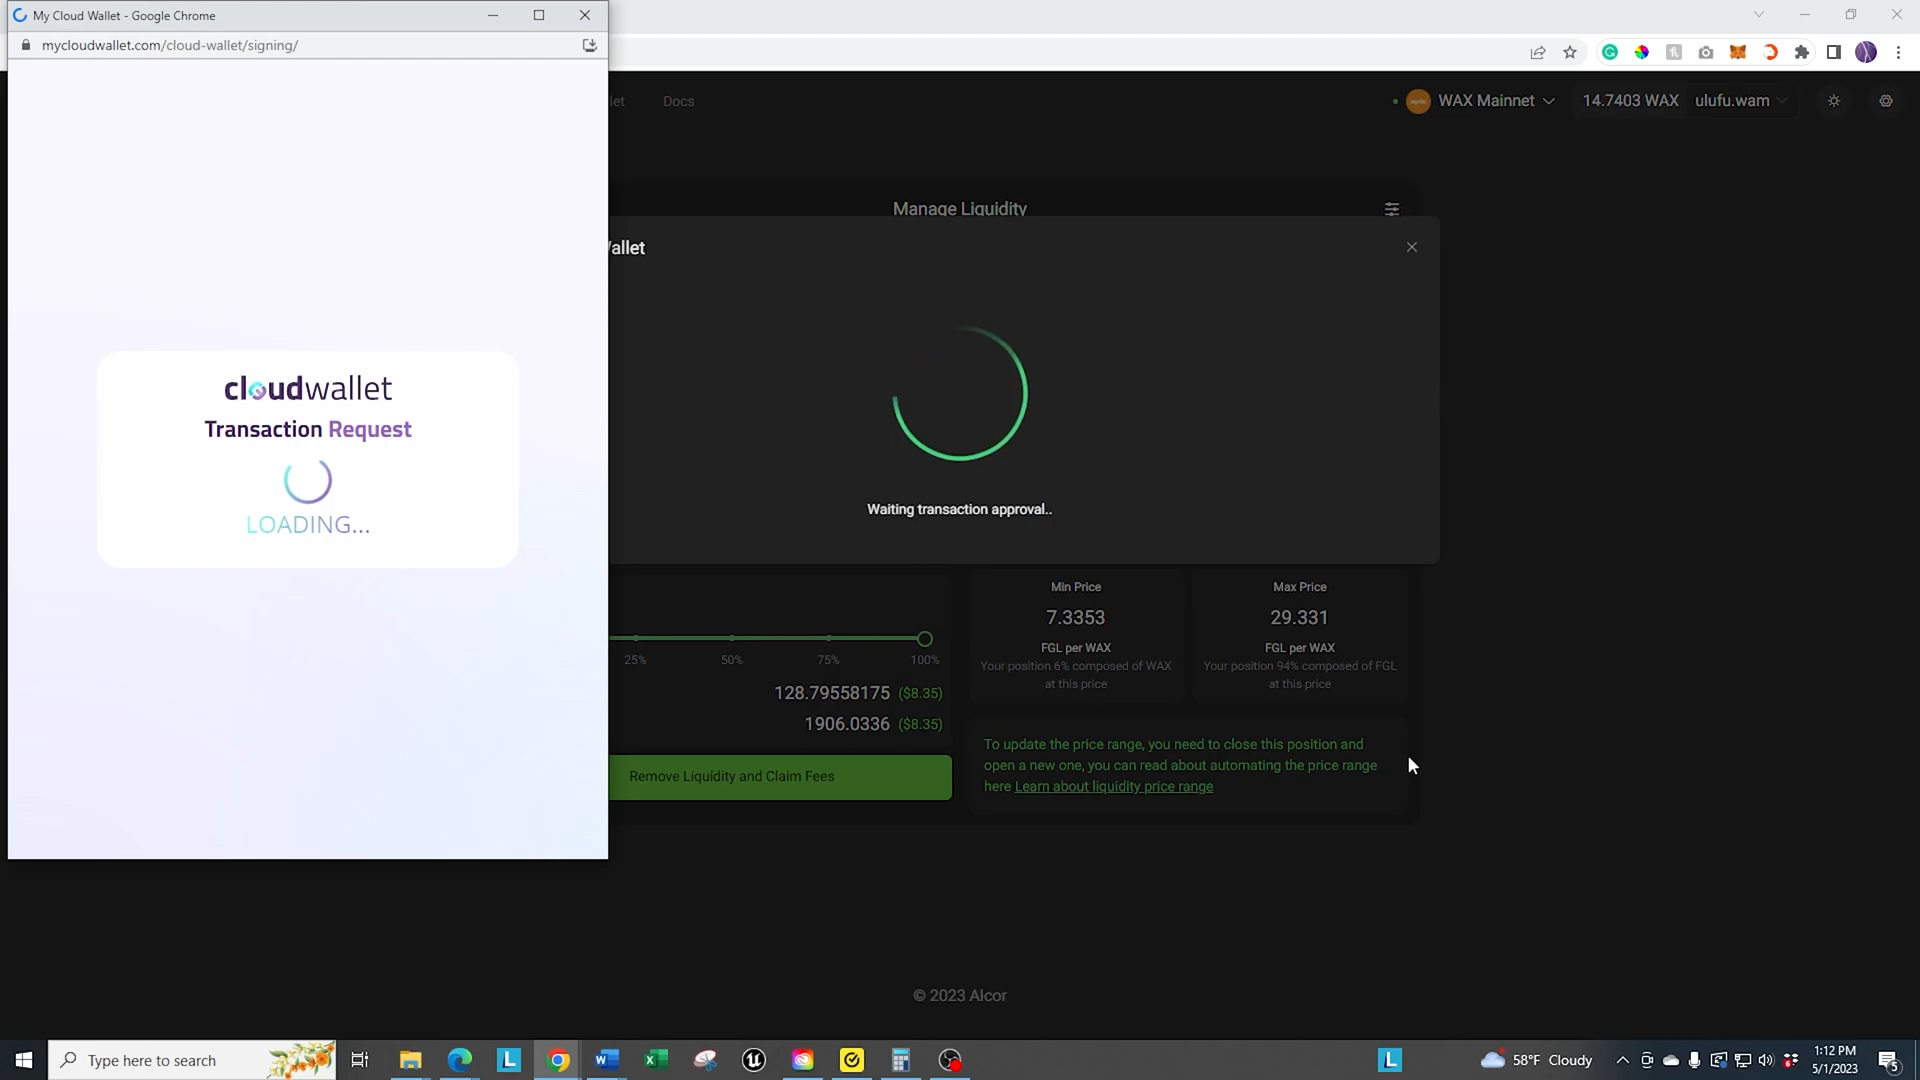 My Cloud Wallet - Google Chrome
mycloudwallet.com/cloud-wallet/signing/
Docs
WAX Mainnet
14.7403 WAX
ulufu.wam
Manage Liquidity
cloudwallet
Transaction Request
LOADING...
Waiting transaction approval..
Min Price
7.3353
FGL per WAX
Your position 6% composed of WAX
at this price
Max Price
29.331
FGL per WAX
Your position 94% composed of FGL
at this price
25%
50%
75%
100%
128.79558175 ($8.35)
1906.0336 ($8.35)
Remove Liquidity and Claim Fees
To update the price range, you need to close this position and
open a new one, you can read about automating the price range
here Learn about liquidity price range
© 2023 Alcor
Type here to search
58°F Cloudy
1:12 PM
5/1/2023
5